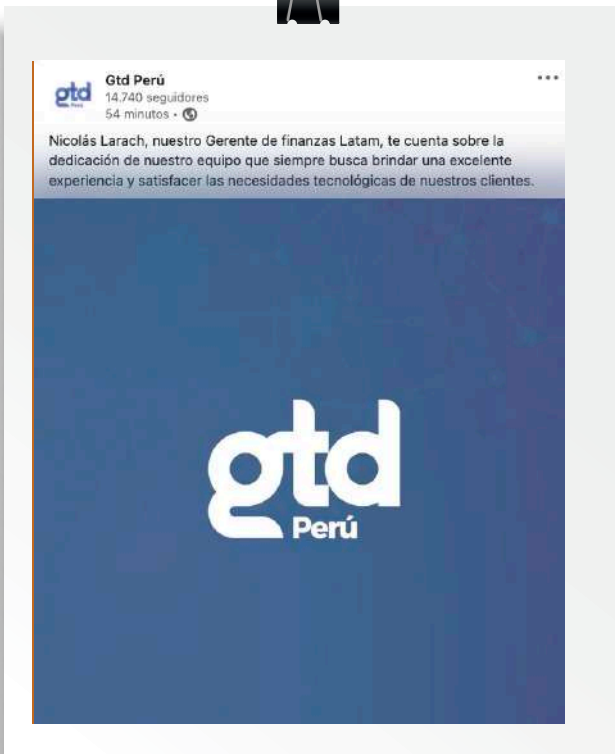 gtd
Perú
Gtd Perú
14.740 seguidores
54 minutos •
Nicolás Larach, nuestro Gerente de finanzas Latam, te cuenta sobre la
dedicación de nuestro equipo que siempre busca brindar una excelente
experiencia y satisfacer las necesidades tecnológicas de nuestros clientes.
gtd
Perú